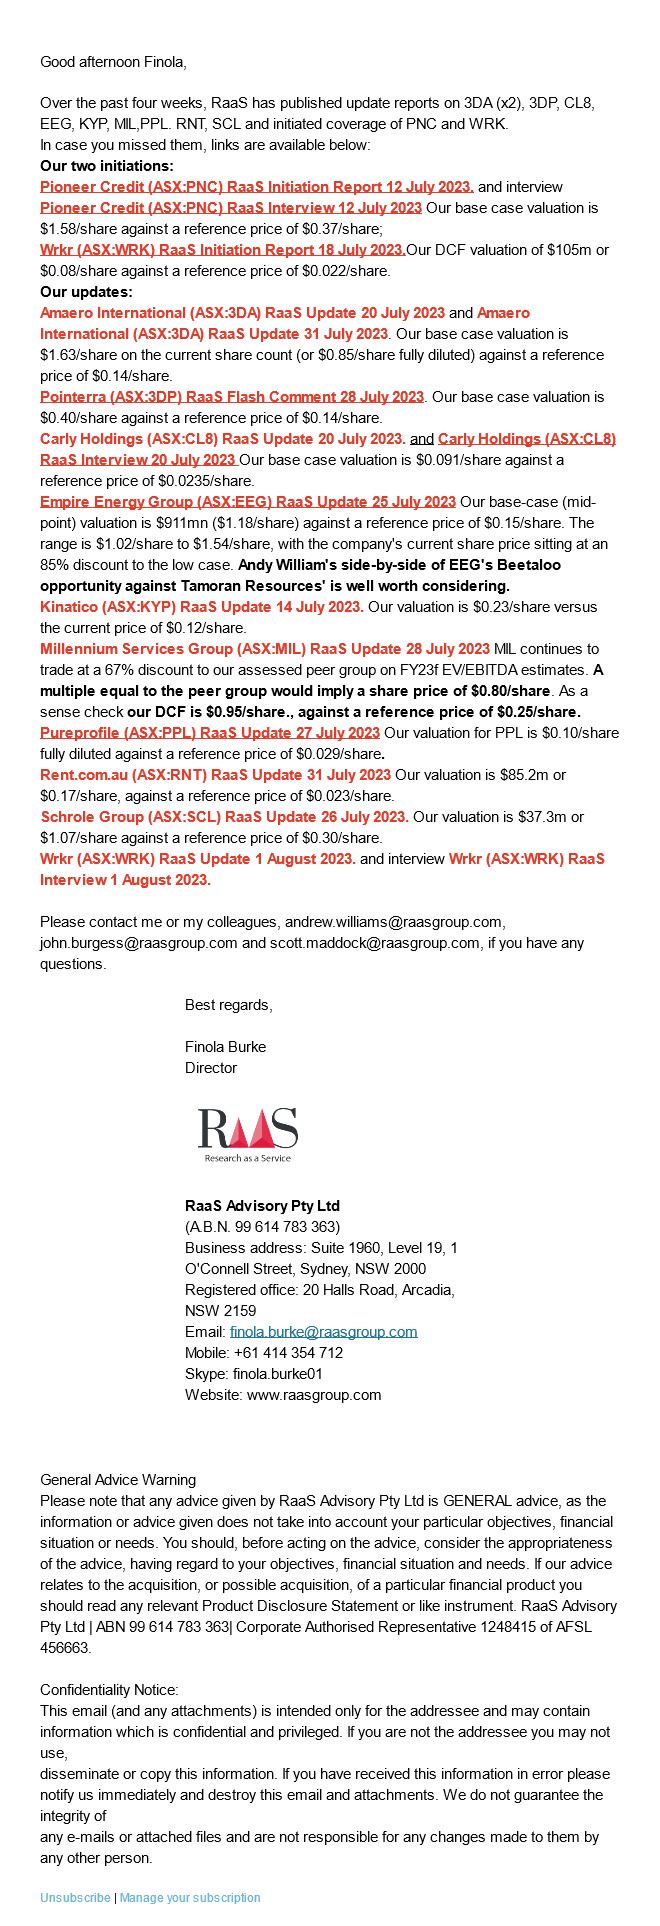 Good afternoon Finola,
Over the past four weeks, RaaS has published update reports on 3DA (x2), 3DP, CL8,
EEG, KYP, MIL,PPL. RNT, SCL and initiated coverage of PNC and WRK.
In case you missed them, links are available below:
Our two initiations:
Pioneer Credit (ASX:PNC) RaaS Initiation Report 12 July 2023. and interview
Pioneer Credit (ASX:PNC) RaaS Interview 12 July 2023 Our base case valuation is
$1.58/share against a reference price of $0.37/share;
Wrkr (ASX:WRK) RaaS Initiation Report 18 July 2023.Our DCF valuation of $105m or
$0.08/share against a reference price of $0.022/share.
Our updates:
Amaero International (ASX:3DA) RaaS Update 20 July 2023 and Amaero
International (ASX:3DA) RaaS Update 31 July 2023. Our base case valuation is
$1.63/share on the current share count (or $0.85/share fully diluted) against a reference
price of $0.14/share.
Pointerra (ASX:3DP) RaaS Flash Comment 28 July 2023. Our base case valuation is
$0.40/share against a reference price of $0.14/share.
Carly Holdings (ASX:CL8) RaaS Update 20 July 2023. and Carly Holdings (ASX:CL8)
RaaS Interview 20 July 2023 Our base case valuation is $0.091/share against a
reference price of $0.0235/share.
Empire Energy Group (ASX:EEG) RaaS Update 25 July 2023 Our base-case (mid-
point) valuation is $911mn ($1.18/share) against a reference price of $0.15/share. The
range is $1.02/share to $1.54/share, with the company's current share price sitting at an
85% discount to the low case. Andy William's side-by-side of EEG's Beetaloo
opportunity against Tamoran Resources' is well worth considering.
Kinatico (ASX:KYP) RaaS Update 14 July 2023. Our valuation is $0.23/share versus
the current price of $0.12/share.
Millennium Services Group (ASX:MIL) RaaS Update 28 July 2023 MIL continues to
trade at a 67% discount to our assessed peer group on FY23f EV/EBITDA estimates. A
multiple equal to the peer group would imply a share price of $0.80/share. As a
sense check our DCF is $0.95/share., against a reference price of $0.25/share.
Pureprofile (ASX:PPL) RaaS Update 27 July 2023 Our valuation for PPL is $0.10/share
fully diluted against a reference price of $0.029/share.
Rent.com.au (ASX:RNT) RaaS Update 31 July 2023 Our valuation is $85.2m or
$0.17/share, against a reference price of $0.023/share.
Schrole Group (ASX:SCL) RaaS Update 26 July 2023. Our valuation is $37.3m or
$1.07/share against a reference price of $0.30/share.
Wrkr (ASX:WRK) RaaS Update 1 August 2023. and interview Wrkr (ASX:WRK) RaaS
Interview 1 August 2023.
Please contact me or my colleagues, andrew.williams@raasgroup.com,
john.burgess@raasgroup.com and scott.maddock@raasgroup.com, if you have any
questions.
Best regards,
Finola Burke
Director
RAAS
Research as a Service
RaaS Advisory Pty Ltd
(A.B.N. 99 614 783 363)
Business address: Suite 1960, Level 19, 1
O'Connell Street, Sydney, NSW 2000
Registered office: 20 Halls Road, Arcadia,
NSW 2159
Email: finola.burke@raasgroup.com
Mobile: +61 414 354 712
Skype: finola.burke01
Website: www.raasgroup.com
General Advice Warning
Please note that any advice given by RaaS Advisory Pty Ltd is GENERAL advice, as the
information or advice given does not take into account your particular objectives, financial
situation or needs. You should, before acting on the advice, consider the appropriateness
of the advice, having regard to your objectives, financial situation and needs. If our advice
relates to the acquisition, or possible acquisition, of a particular financial product you
should read any relevant Product Disclosure Statement or like instrument. RaaS Advisory
Pty Ltd | ABN 99 614 783 363| Corporate Authorised Representative 1248415 of AFSL
456663.
Confidentiality Notice:
This email (and any attachments) is intended only for the addressee and may contain
information which is confidential and privileged. If you are not the addressee you may not
use,
disseminate or copy this information. If you have received this information in error please
notify us immediately and destroy this email and attachments. We do not guarantee the
integrity of
any e-mails or attached files and are not responsible for any changes made to them by
any other person.
Unsubscribe | Manage your subscription